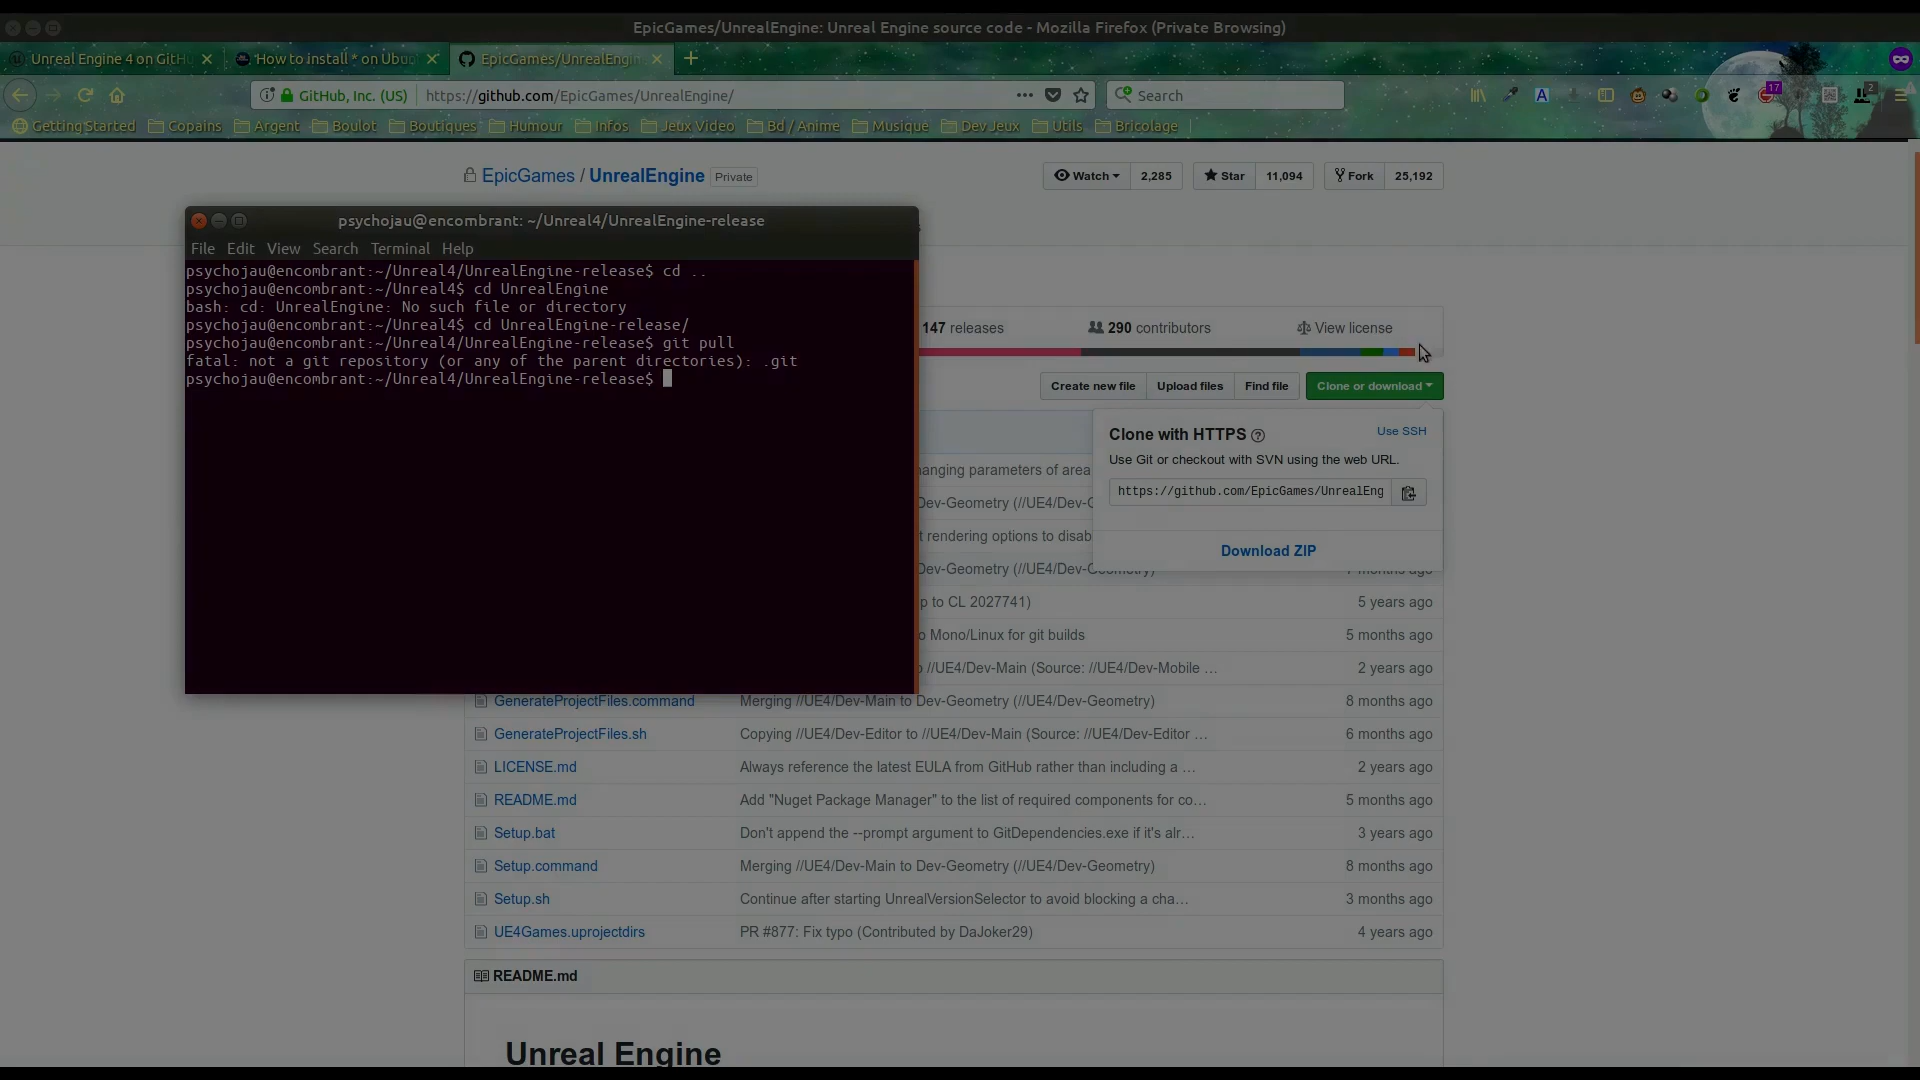 EpicGames/UnrealEngine: Unreal Engine source code - Mozilla Firefox (Private Browsing)
Unreal Engine 4 on GitHu
'How to install * on Ubun
EpicGames/UnrealEngin
GitHub, Inc. (US)
https://github.com/EpicGames/UnrealEngine/
Search
17
2
Getting Started
Copains
Argent
Boulot
Boutiques
Humour
Infos
Jeux Video
Bd / Anime
Musique
Dev Jeux
Utils
Bricolage
EpicGames / UnrealEngine Private
Watch 2,285
Star 11,094
Fork 25,192
psychojau@encombrant: ~/Unreal4/UnrealEngine-release
File Edit View Search Terminal Help
psychojau@encombrant:~/Unreal4/UnrealEngine-release$ cd ..
psychojau@encombrant:~/Unreal4$ cd UnrealEngine
bash: cd: UnrealEngine: No such file or directory
psychojau@encombrant:~/Unreal4$ cd UnrealEngine-release/
psychojau@encombrant:~/Unreal4/UnrealEngine-release$ git pull
fatal: not a git repository (or any of the parent directories): .git
psychojau@encombrant:~/Unreal4/UnrealEngine-release$
147 releases
290 contributors
View license
Create new file
Upload files
Find file
Clone or download
Clone with HTTPS
Use SSH
Use Git or checkout with SVN using the web URL.
https://github.com/EpicGames/UnrealEng
Download ZIP
hanging parameters of area
Dev-Geometry (//UE4/Dev-G
t rendering options to disab
Dev-Geometry (//UE4/Dev-Geometry) 7 months ago
p to CL 2027741) 5 years ago
o Mono/Linux for git builds 5 months ago
o //UE4/Dev-Main (Source: //UE4/Dev-Mobile … 2 years ago
GenerateProjectFiles.command Merging //UE4/Dev-Main to Dev-Geometry (//UE4/Dev-Geometry) 8 months ago
GenerateProjectFiles.sh Copying //UE4/Dev-Editor to //UE4/Dev-Main (Source: //UE4/Dev-Editor … 6 months ago
LICENSE.md Always reference the latest EULA from GitHub rather than including a … 2 years ago
README.md Add "Nuget Package Manager" to the list of required components for co… 5 months ago
Setup.bat Don't append the --prompt argument to GitDependencies.exe if it's alr… 3 years ago
Setup.command Merging //UE4/Dev-Main to Dev-Geometry (//UE4/Dev-Geometry) 8 months ago
Setup.sh Continue after starting UnrealVersionSelector to avoid blocking a cha… 3 months ago
UE4Games.uprojectdirs PR #877: Fix typo (Contributed by DaJoker29) 4 years ago
README.md
Unreal Engine